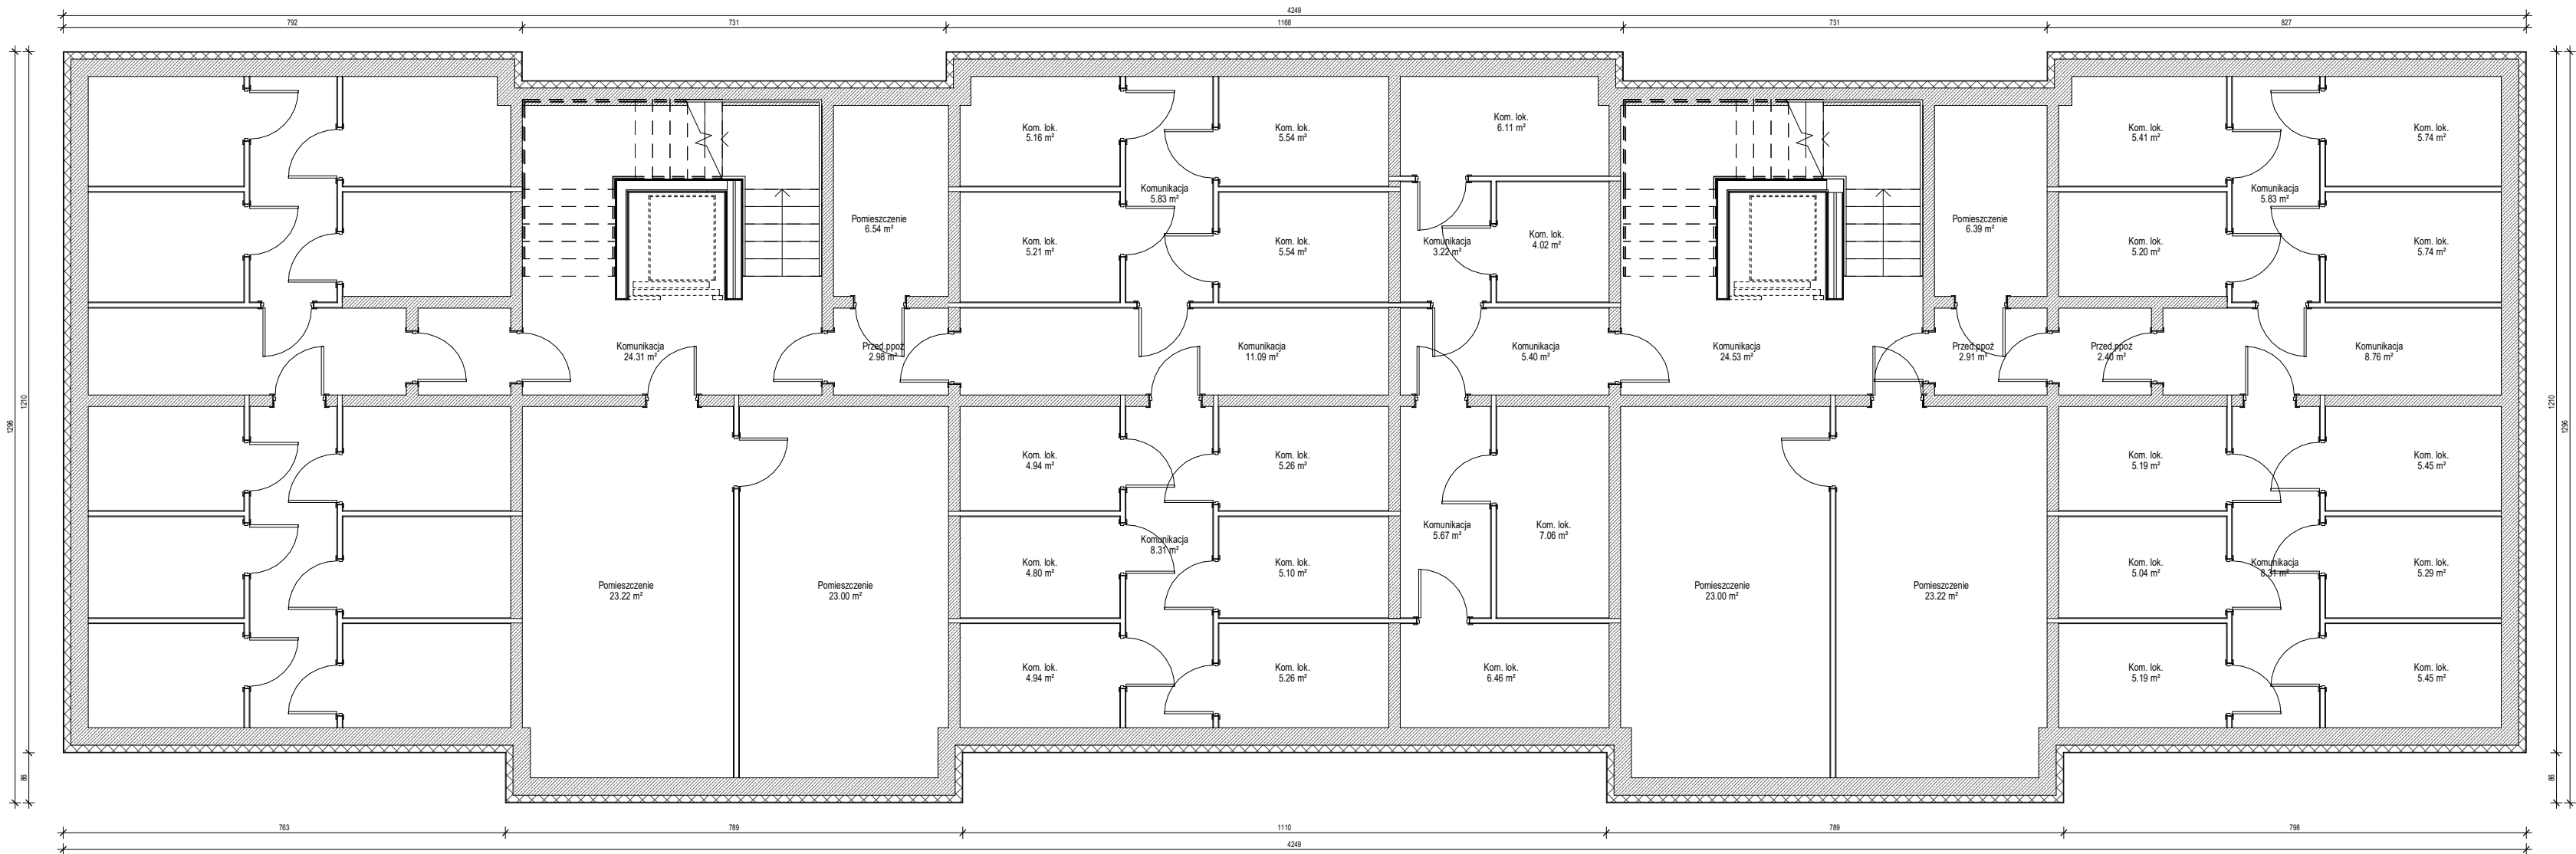 4249
792
731
1168
731
827
Kom. lok.
6.11 m²
Kom. lok.
5.16 m²
Kom. lok.
5.54 m²
Kom. lok.
5.41 m²
Kom. lok.
5.74 m²
Komunikacja
5.83 m²
Komunikacja
5.83 m²
Pomieszczenie
6.54 m²
Kom. lok.
5.21 m²
Kom. lok.
5.54 m²
Komunikacja
3.22 m²
Kom. lok.
4.02 m²
Pomieszczenie
6.39 m²
Kom. lok.
5.20 m²
Kom. lok.
5.74 m²
Komunikacja
24.31 m²
Przed.ppoż
2.98 m²
Komunikacja
11.09 m²
Komunikacja
5.40 m²
Komunikacja
24.53 m²
Przed.ppoż
2.91 m²
Przed.ppoż
2.40 m²
Komunikacja
8.76 m²
1296
1210
1210
1296
Kom. lok.
4.94 m²
Kom. lok.
5.26 m²
Kom. lok.
5.19 m²
Kom. lok.
5.45 m²
Komunikacja
8.31 m²
Komunikacja
5.67 m²
Kom. lok.
7.06 m²
Kom. lok.
4.80 m²
Kom. lok.
5.10 m²
Kom. lok.
5.04 m²
Komunikacja
8.31 m²
Kom. lok.
5.29 m²
Pomieszczenie
23.22 m²
Pomieszczenie
23.00 m²
Pomieszczenie
23.00 m²
Pomieszczenie
23.22 m²
Kom. lok.
4.94 m²
Kom. lok.
5.26 m²
Kom. lok.
6.46 m²
Kom. lok.
5.19 m²
Kom. lok.
5.45 m²
86
86
763
789
1110
789
798
4249